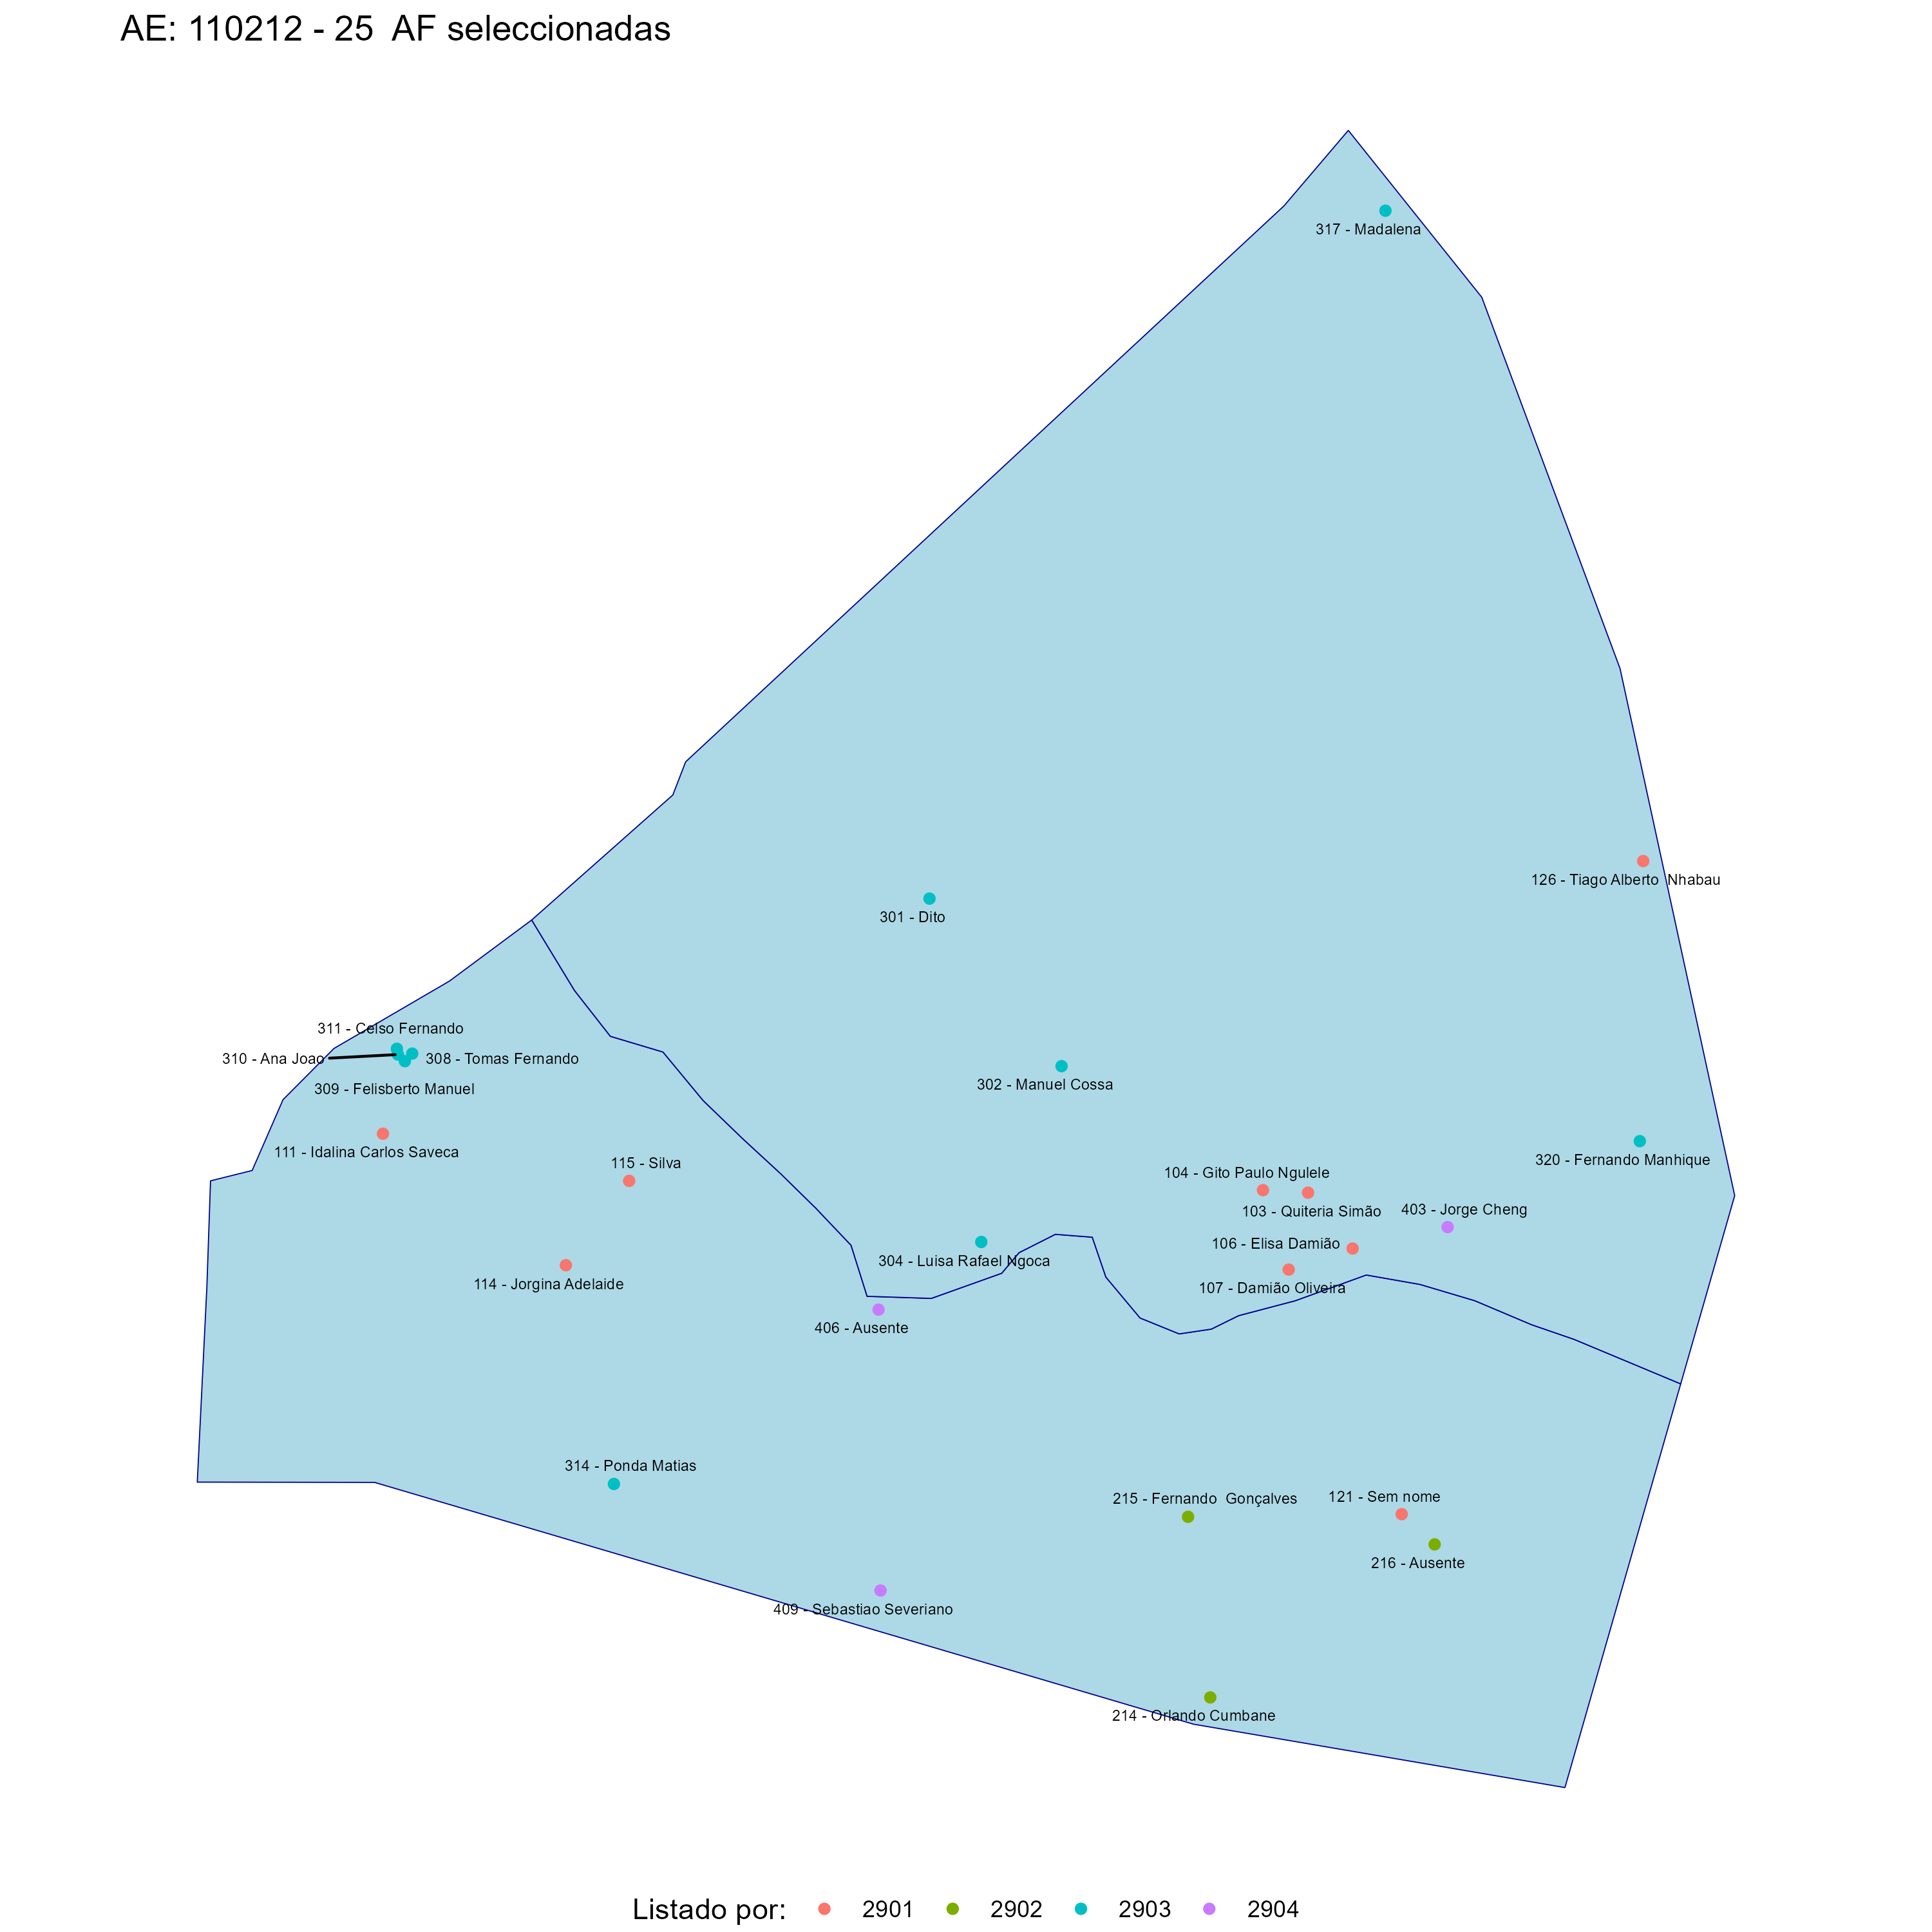 AE: 110212 - 25  AF seleccionadas
317 - Madalena
126 - Tiago Alberto  Nhabau
301 - Dito
311 - Celso Fernando
310 - Ana Joao
308 - Tomas Fernando
302 - Manuel Cossa
309 - Felisberto Manuel
111 - Idalina Carlos Saveca
115 - Silva
320 - Fernando Manhique
104 - Gito Paulo Ngulele
103 - Quiteria Simão
403 - Jorge Cheng
106 - Elisa Damião
304 - Luisa Rafael Ngoca
114 - Jorgina Adelaide
107 - Damião Oliveira
406 - Ausente
314 - Ponda Matias
215 - Fernando  Gonçalves
121 - Sem nome
216 - Ausente
409 - Sebastiao Severiano
214 - Orlando Cumbane
Listado por: 2901 2902 2903 2904